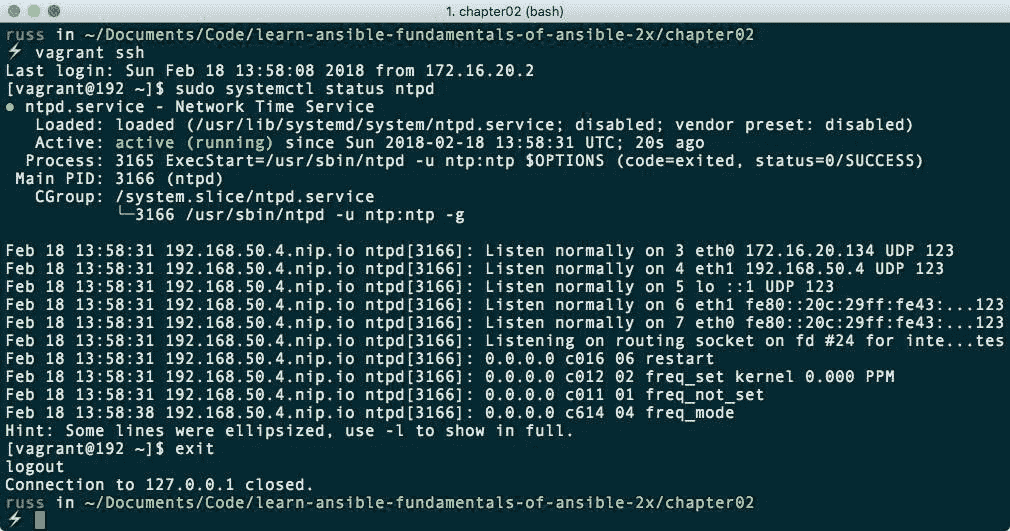 1. chapter02 (bash)
russ in ~/Documents/Code/learn-ansible-fundamentals-of-ansible-2x/chapter02
⚡ vagrant ssh
Last login: Sun Feb 18 13:58:08 2018 from 172.16.20.2
[vagrant@192 ~]$ sudo systemctl status ntpd
● ntpd.service - Network Time Service
   Loaded: loaded (/usr/lib/systemd/system/ntpd.service; disabled; vendor preset: disabled)
   Active: active (running) since Sun 2018-02-18 13:58:31 UTC; 20s ago
  Process: 3165 ExecStart=/usr/sbin/ntpd -u ntp:ntp $OPTIONS (code=exited, status=0/SUCCESS)
 Main PID: 3166 (ntpd)
   CGroup: /system.slice/ntpd.service
           └─3166 /usr/sbin/ntpd -u ntp:ntp -g
Feb 18 13:58:31 192.168.50.4.nip.io ntpd[3166]: Listen normally on 3 eth0 172.16.20.134 UDP 123
Feb 18 13:58:31 192.168.50.4.nip.io ntpd[3166]: Listen normally on 4 eth1 192.168.50.4 UDP 123
Feb 18 13:58:31 192.168.50.4.nip.io ntpd[3166]: Listen normally on 5 lo ::1 UDP 123
Feb 18 13:58:31 192.168.50.4.nip.io ntpd[3166]: Listen normally on 6 eth1 fe80::20c:29ff:fe43:...123
Feb 18 13:58:31 192.168.50.4.nip.io ntpd[3166]: Listen normally on 7 eth0 fe80::20c:29ff:fe43:...123
Feb 18 13:58:31 192.168.50.4.nip.io ntpd[3166]: Listening on routing socket on fd #24 for inte...tes
Feb 18 13:58:31 192.168.50.4.nip.io ntpd[3166]: 0.0.0.0 c016 06 restart
Feb 18 13:58:31 192.168.50.4.nip.io ntpd[3166]: 0.0.0.0 c012 02 freq_set kernel 0.000 PPM
Feb 18 13:58:31 192.168.50.4.nip.io ntpd[3166]: 0.0.0.0 c011 01 freq_not_set
Feb 18 13:58:38 192.168.50.4.nip.io ntpd[3166]: 0.0.0.0 c614 04 freq_mode
Hint: Some lines were ellipsized, use -l to show in full.
[vagrant@192 ~]$ exit
logout
Connection to 127.0.0.1 closed.
russ in ~/Documents/Code/learn-ansible-fundamentals-of-ansible-2x/chapter02
⚡